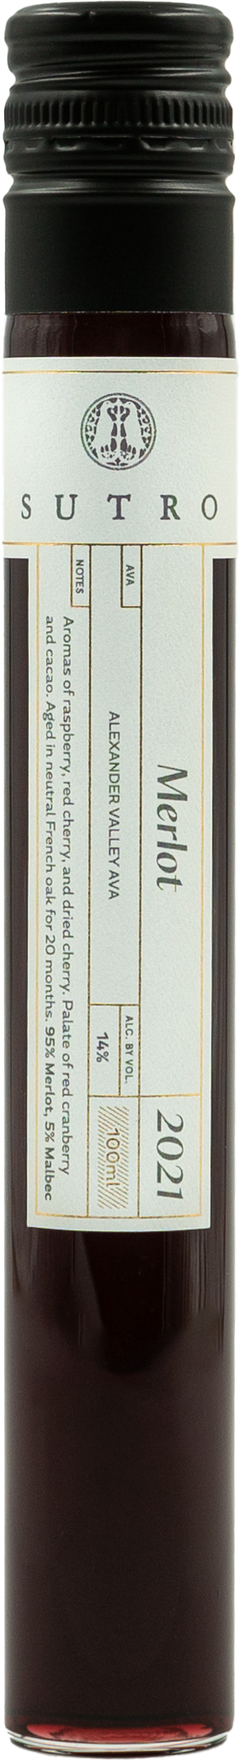 SUTRO
Merlot 2021
AVA
ALEXANDER VALLEY AVA
ALC. BY VOL.
14%
100ml
NOTES
Aromas of raspberry, red cherry, and dried cherry. Palate of red cranberry
and cacao. Aged in neutral French oak for 20 months. 95% Merlot, 5% Malbec